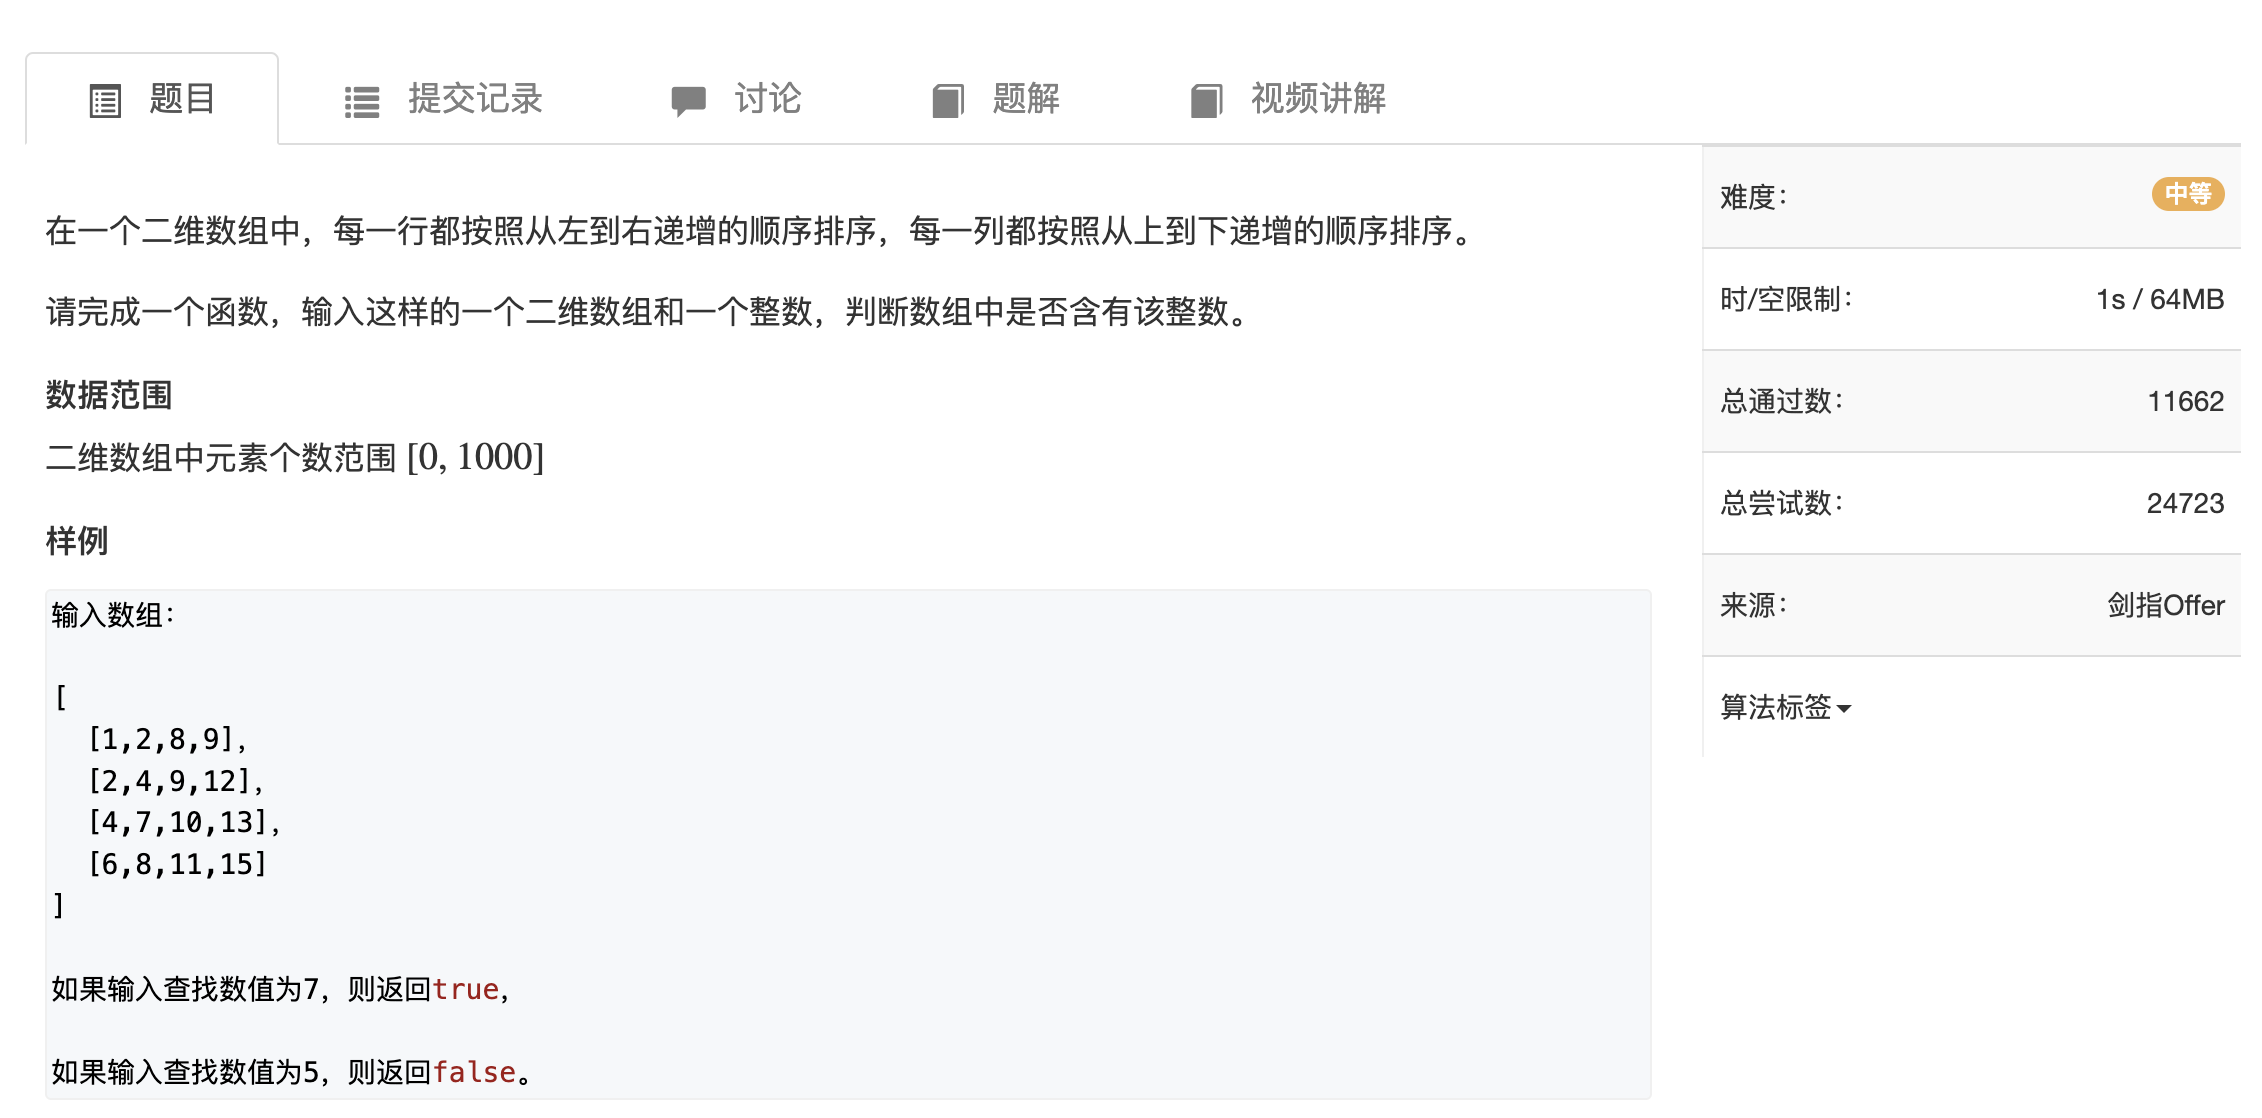 题目 提交记录 讨论 题解 视频讲解
在一个二维数组中，每一行都按照从左到右递增的顺序排序，每一列都按照从上到下递增的顺序排序。
请完成一个函数，输入这样的一个二维数组和一个整数，判断数组中是否含有该整数。
数据范围
二维数组中元素个数范围 [0, 1000]
样例
输入数组：
[
[1,2,8,9],
[2,4,9,12],
[4,7,10,13],
[6,8,11,15]
]
如果输入查找数值为7，则返回true，
如果输入查找数值为5，则返回false。
难度： 中等
时/空限制： 1s / 64MB
总通过数： 11662
总尝试数： 24723
来源： 剑指Offer
算法标签